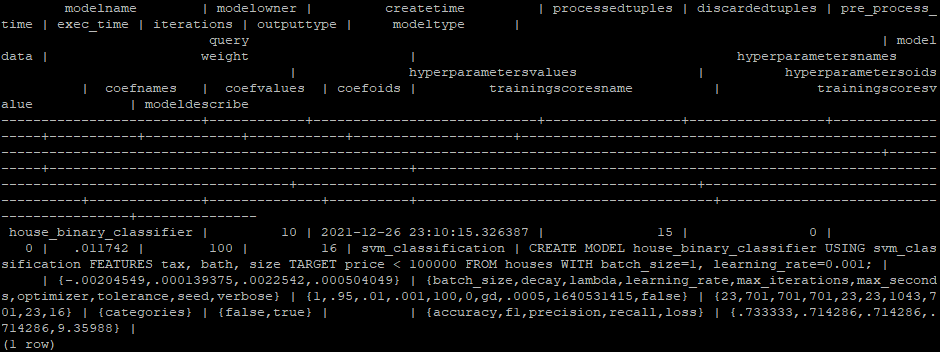 modelname | modelowner | createtime | processedtuples | discardedtuples | pre_process_
time | exec_time | iterations | outputtype | modeltype |
query | model
data | weight | hyperparametersnames
| hyperparametersvalues | hyperparametersoids
| coefnames | coefvalues | coefoids | trainingscoresname | trainingscoresv
alue | modeldescribe
-------------------------+------------+----------------------------+-----------------+-----------------+-------------
-----+-----------+------------+------------+--------------------+----------------------------------------------------
-------------------------------------------------------------------------------------------------------------+------
-----+---------------------------------------------+-----------------------------------------------------------------
------------------------------------+--------------------------------------------------+-----------------------------
----------+--------------+--------------+----------+-------------------------------------+---------------------------
----------------+---------------
house_binary_classifier | 10 | 2021-12-26 23:10:15.326387 | 15 | 0 |
0 | .011742 | 100 | 16 | svm_classification | CREATE MODEL house_binary_classifier USING svm_clas
sification FEATURES tax, bath, size TARGET price < 100000 FROM houses WITH batch_size=1, learning_rate=0.001; |
| {-.00204549,.000139375,.0022542,.000504049} | {batch_size,decay,lambda,learning_rate,max_iterations,max_second
s,optimizer,tolerance,seed,verbose} | {1,.95,.01,.001,100,0,gd,.0005,1640531415,false} | {23,701,701,701,23,23,1043,7
01,23,16} | {categories} | {false,true} | | {accuracy,f1,precision,recall,loss} | {.733333,.714286,.714286,.
714286,9.35988} |
(1 row)